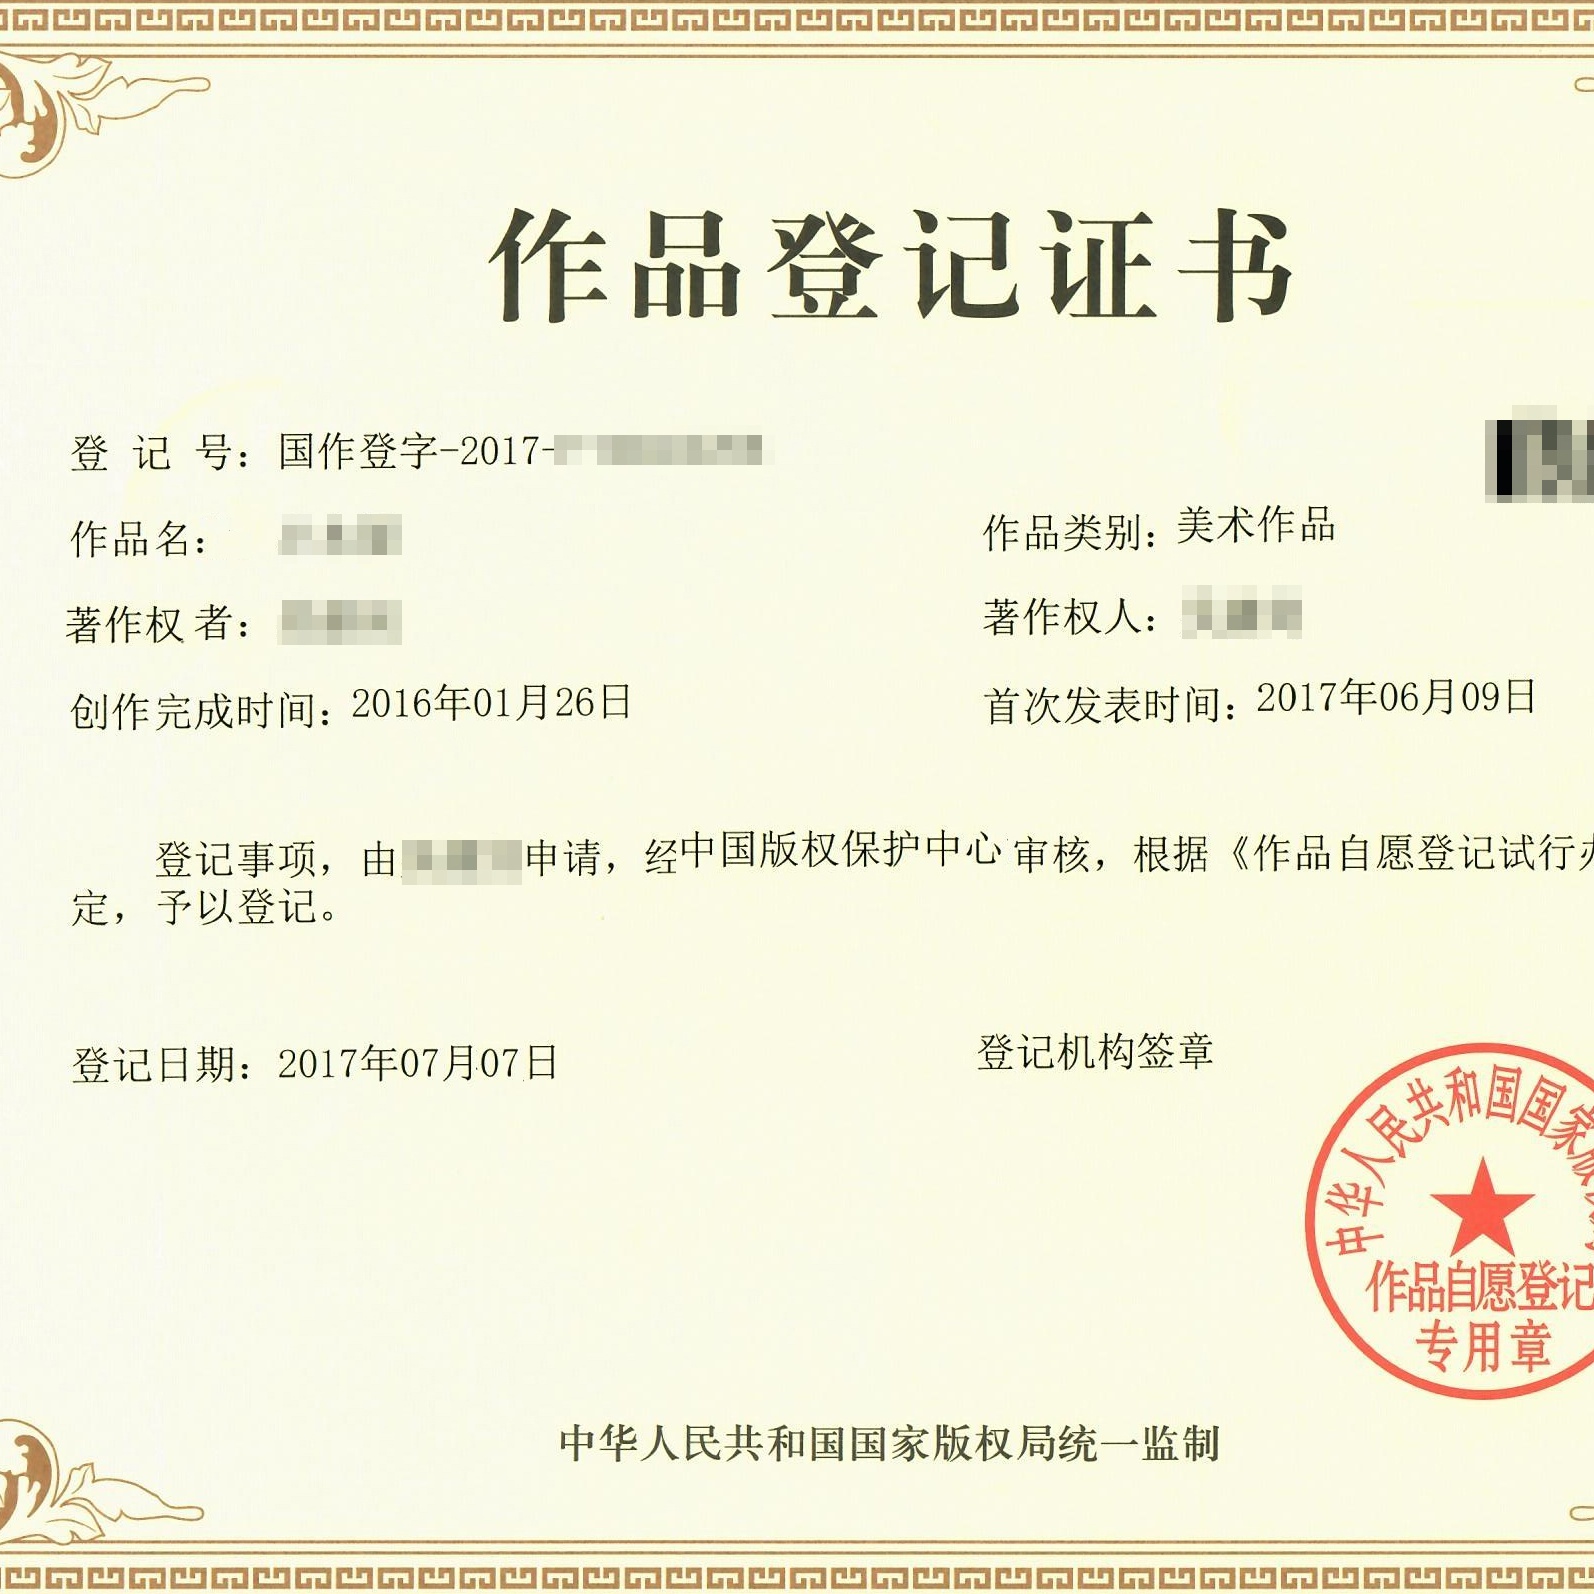 作品登记证书
登 记 号：国作登字-2017-
作品名：
作品类别：美术作品
著作权者：
著作权人：
创作完成时间：2016年01月26日
首次发表时间：2017年06月09日
登记事项，由 申请，经中国版权保护中心审核，根据《作品自愿登记试行
定，予以登记。
登记日期：2017年07月07日
登记机构签章
中华人民共和国国家版
作品自愿登记
专用章
中华人民共和国国家版权局统一监制